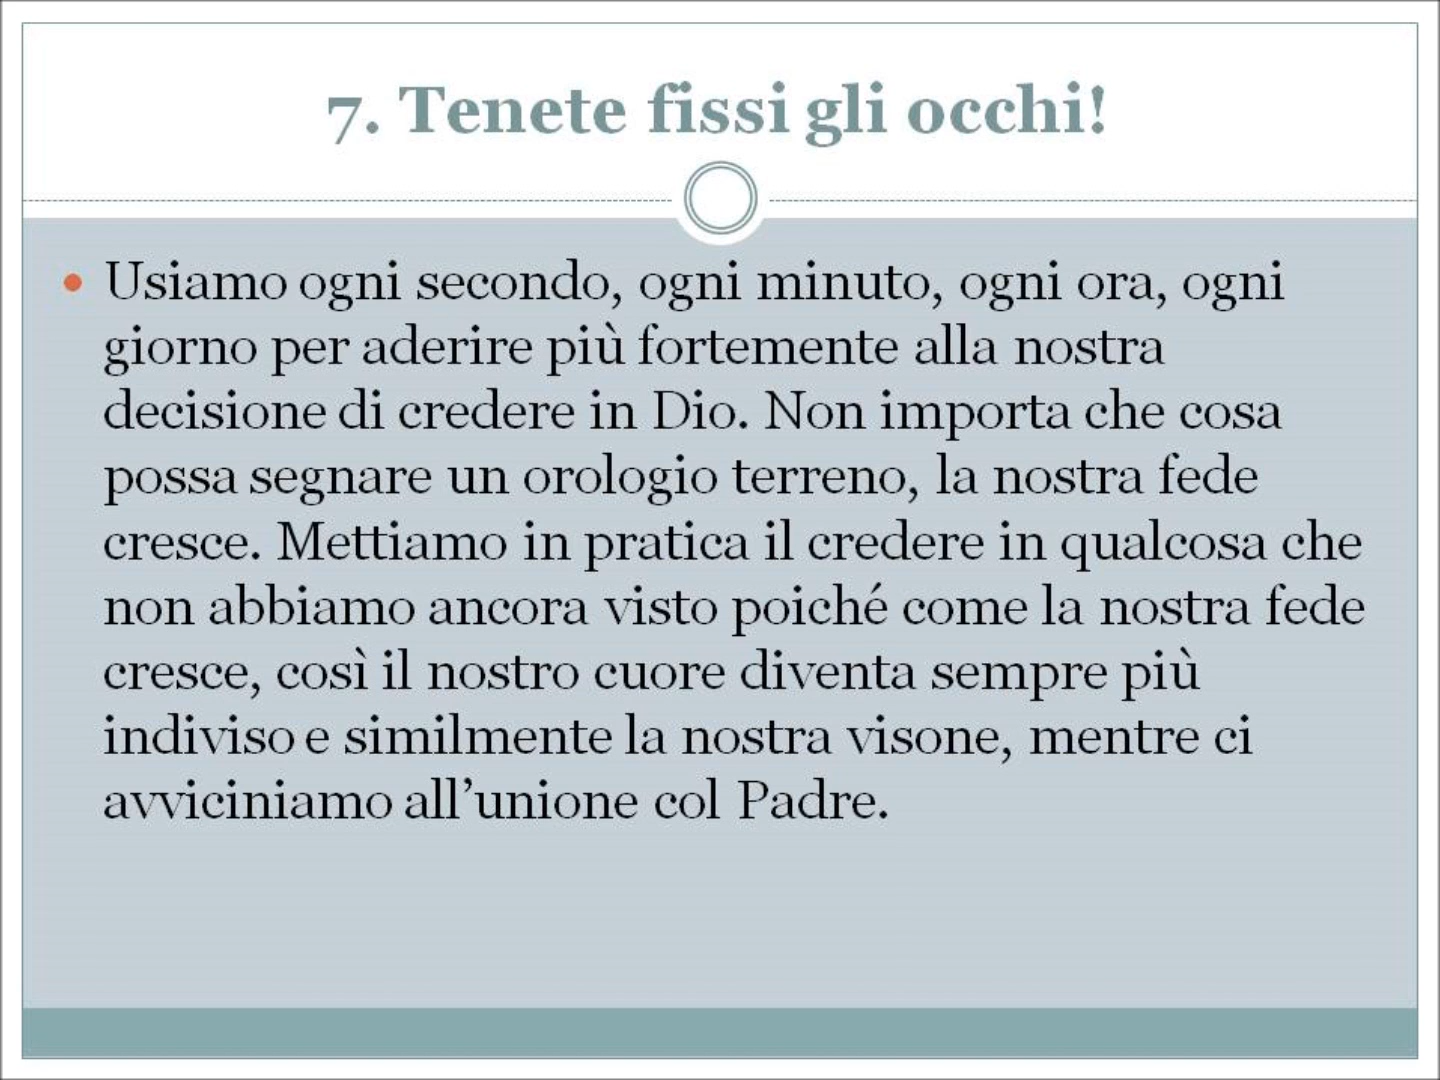 7. Tenete fissi gli occhi!
• Usiamo ogni secondo, ogni minuto, ogni ora, ogni
giorno per aderire più fortemente alla nostra
decisione di credere in Dio. Non importa che cosa
possa segnare un orologio terreno, la nostra fede
cresce. Mettiamo in pratica il credere in qualcosa che
non abbiamo ancora visto poiché come la nostra fede
cresce, così il nostro cuore diventa sempre più
indiviso e similmente la nostra visone, mentre ci
avviciniamo all’unione col Padre.